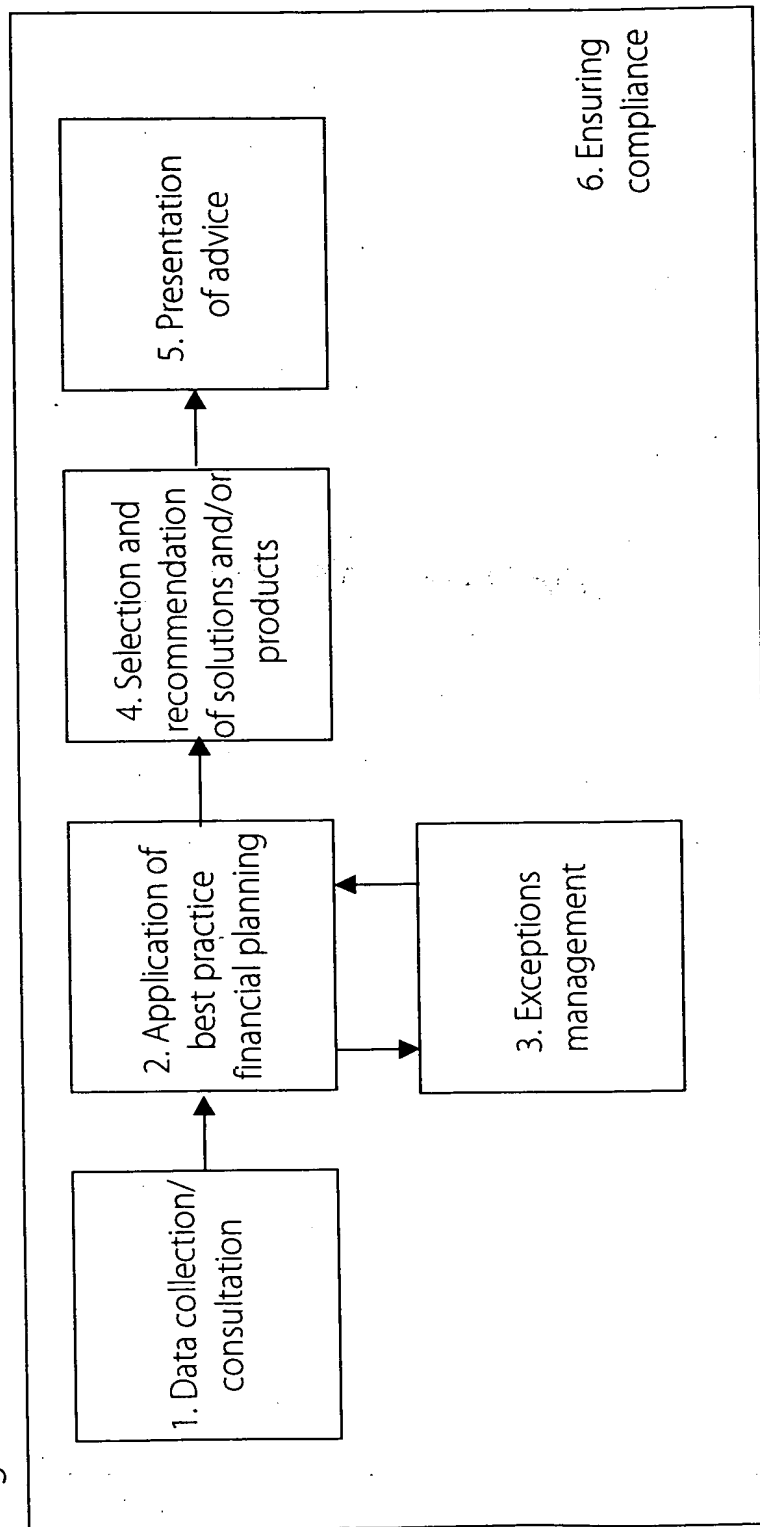 1. Data collection/
consultation
2. Application of
best practice
financial planning
3. Exceptions
management
4. Selection and
recommendation
of solutions and/or
products
5. Presentation
of advice
6. Ensuring
compliance